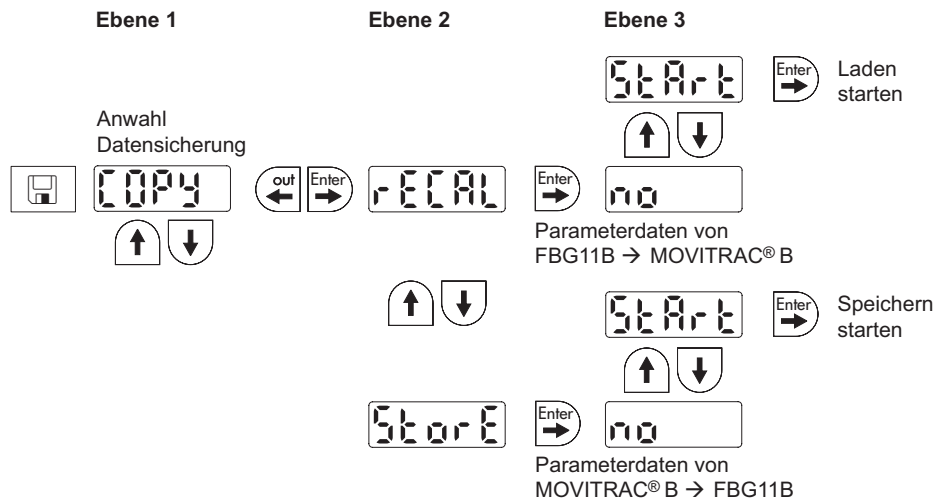 Ebene 1
Ebene 2
Ebene 3
StArt
Enter
Laden
starten
Anwahl
Datensicherung
COPY
out
Enter
rECAL
Enter
no
Parameterdaten von
FBG11B → MOVITRAC® B
StArt
Enter
Speichern
starten
StorE
Enter
no
Parameterdaten von
MOVITRAC® B → FBG11B